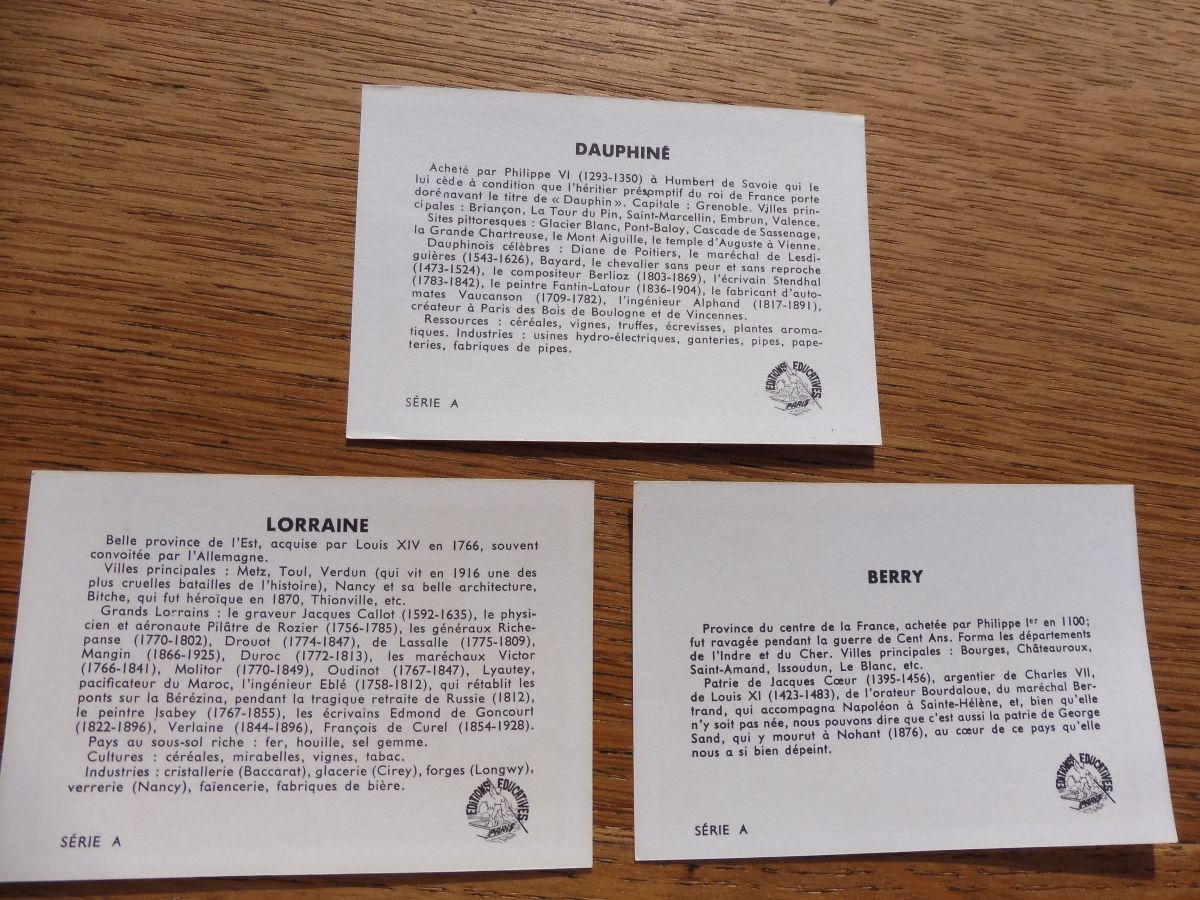 DAUPHINÉ
Acheté par Philippe VI (1293-1350) à Humbert de Savoie qui le
lui cède à condition que l'héritier présomptif du roi de France porte
dorénavant le titre de « Dauphin ». Capitale : Grenoble. Villes prin-
cipales : Briançon, La Tour du Pin, Saint-Marcellin, Embrun, Valence.
Sites pittoresques : Glacier Blanc, Pont-Baloy, Cascade de Sassenage,
la Grande Chartreuse, le Mont Aiguille, le temple d'Auguste à Vienne.
Dauphinois célèbres : Diane de Poitiers, le maréchal de Lesdi-
guières (1543-1626), Bayard, le chevalier sans peur et sans reproche
(1473-1524), le compositeur Berlioz (1803-1869), l'écrivain Stendhal
(1783-1842), le peintre Fantin-Latour (1836-1904), le fabricant d'auto-
mates Vaucanson (1709-1782), l'ingénieur Alphand (1817-1891),
créateur à Paris des Bois de Boulogne et de Vincennes.
Ressources : céréales, vignes, truffes, écrevisses, plantes aroma-
tiques. Industries : usines hydro-électriques, ganteries, pipes, pape-
teries, fabriques de pipes.
EDITIONS EDUCATIVES
PARIS
SÉRIE A
LORRAINE
Belle province de l'Est, acquise par Louis XIV en 1766, souvent
convoitée par l'Allemagne.
Villes principales : Metz, Toul, Verdun (qui vit en 1916 une des
plus cruelles batailles de l'histoire), Nancy et sa belle architecture,
Bitche, qui fut héroïque en 1870, Thionville, etc.
Grands Lorrains : le graveur Jacques Callot (1592-1635), le physi-
cien et aéronaute Pilâtre de Rozier (1756-1785), les généraux Riche-
panse (1770-1802), Drouot (1774-1847), de Lassalle (1775-1809),
Mangin (1866-1925), Duroc (1772-1813), les maréchaux Victor
(1766-1841), Molitor (1770-1849), Oudinot (1767-1847), Lyautey,
pacificateur du Maroc, l'ingénieur Eblé (1758-1812), qui rétablit les
ponts sur la Bérézina, pendant la tragique retraite de Russie (1812),
le peintre Isabey (1767-1855), les écrivains Edmond de Goncourt
(1822-1896), Verlaine (1844-1896), François de Curel (1854-1928).
Pays au sous-sol riche : fer, houille, sel gemme.
Cultures : céréales, mirabelles, vignes, tabac.
Industries : cristallerie (Baccarat), glacerie (Cirey), forges (Longwy),
verrerie (Nancy), faïencerie, fabriques de bière.
EDITIONS EDUCATIVES
PARIS
SÉRIE A
BERRY
Province du centre de la France, achetée par Philippe Ier en 1100;
fut ravagée pendant la guerre de Cent Ans. Forma les départements
de l'Indre et du Cher. Villes principales : Bourges, Châteauroux,
Saint-Amand, Issoudun, Le Blanc, etc.
Patrie de Jacques Cœur (1395-1456), argentier de Charles VII,
de Louis XI (1423-1483), de l'orateur Bourdaloue, du maréchal Ber-
trand, qui accompagna Napoléon à Sainte-Hélène, et, bien qu'elle
n'y soit pas née, nous pouvons dire que c'est aussi la patrie de George
Sand, qui y mourut à Nohant (1876), au cœur de ce pays qu'elle
nous a si bien dépeint.
EDITIONS EDUCATIVES
PARIS
SÉRIE A